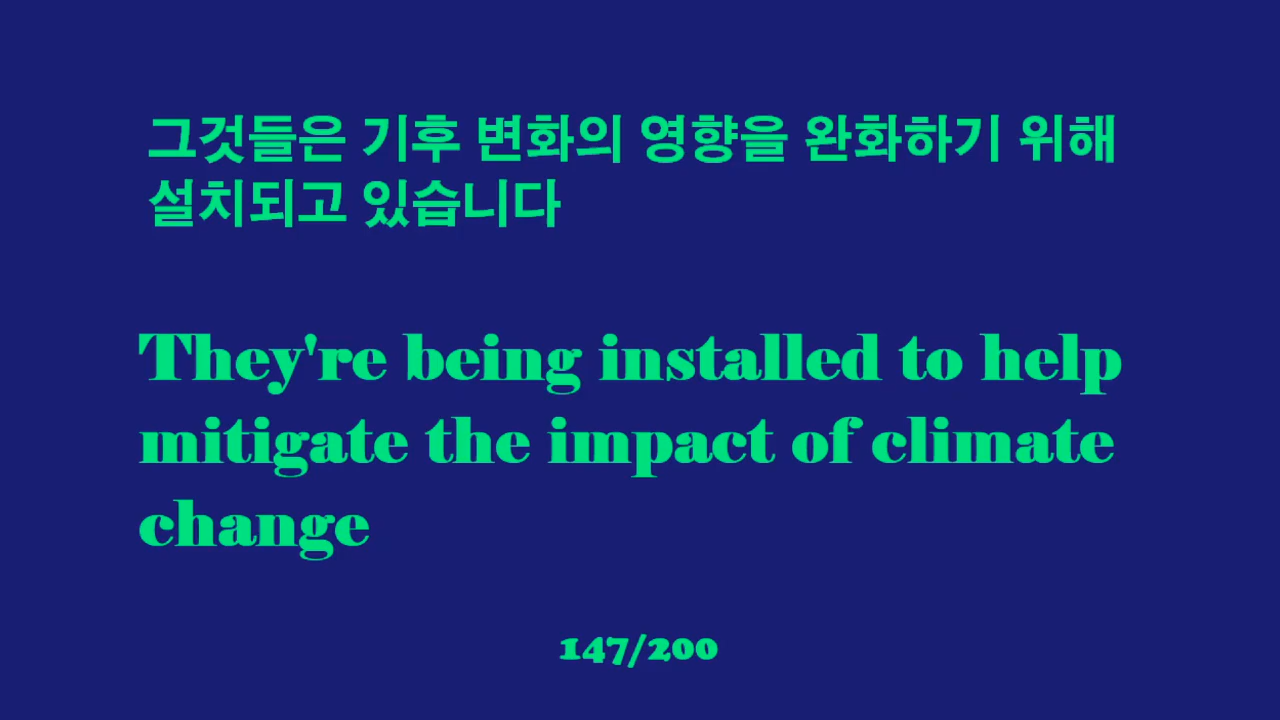 그것들은 기후 변화의 영향을 완화하기 위해
설치되고 있습니다
They're being installed to help
mitigate the impact of climate
change
147/200